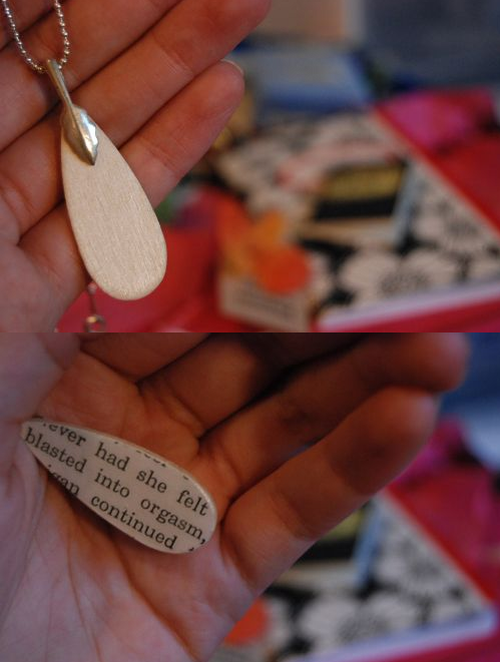 ever had she felt
blasted into orgasm,
continued